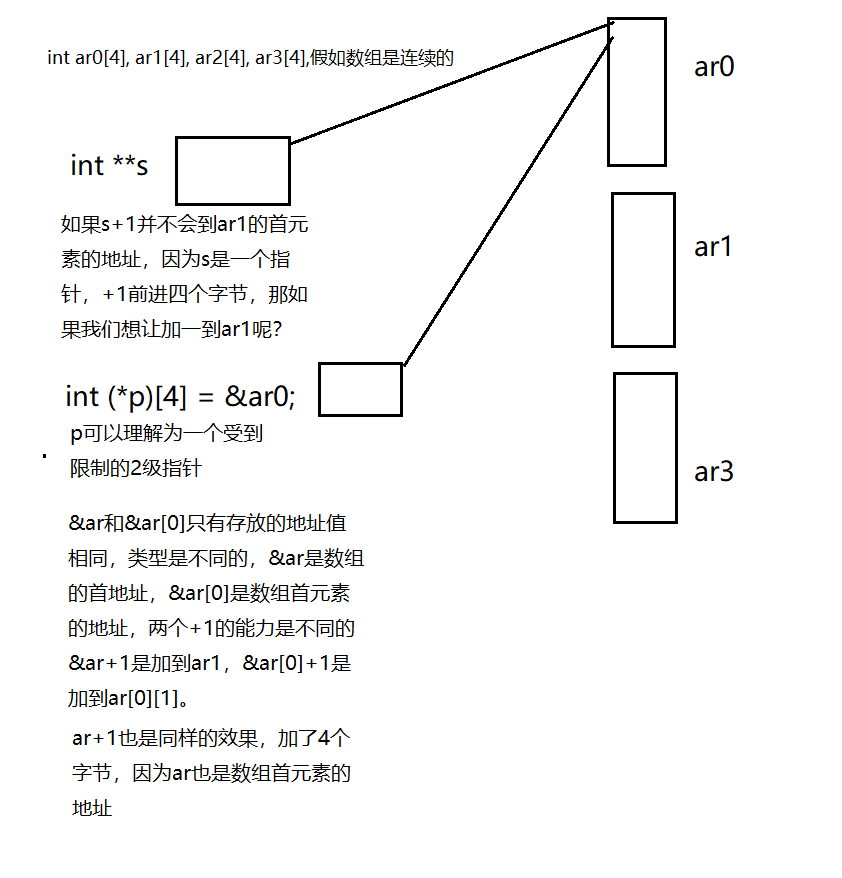 int ar0[4], ar1[4], ar2[4], ar3[4],假如数组是连续的
ar0
int **s
如果s+1并不会到ar1的首元
素的地址，因为s是一个指
针，+1前进四个字节，那如
果我们想让加一到ar1呢？
ar1
int (*p)[4] = &ar0;
p可以理解为一个受到
限制的2级指针
ar3
&ar和&ar[0]只有存放的地址值
相同，类型是不同的，&ar是数组
的首地址，&ar[0]是数组首元素
的地址，两个+1的能力是不同的
&ar+1是加到ar1，&ar[0]+1是
加到ar[0][1]。
ar+1也是同样的效果，加了4个
字节，因为ar也是数组首元素的
地址